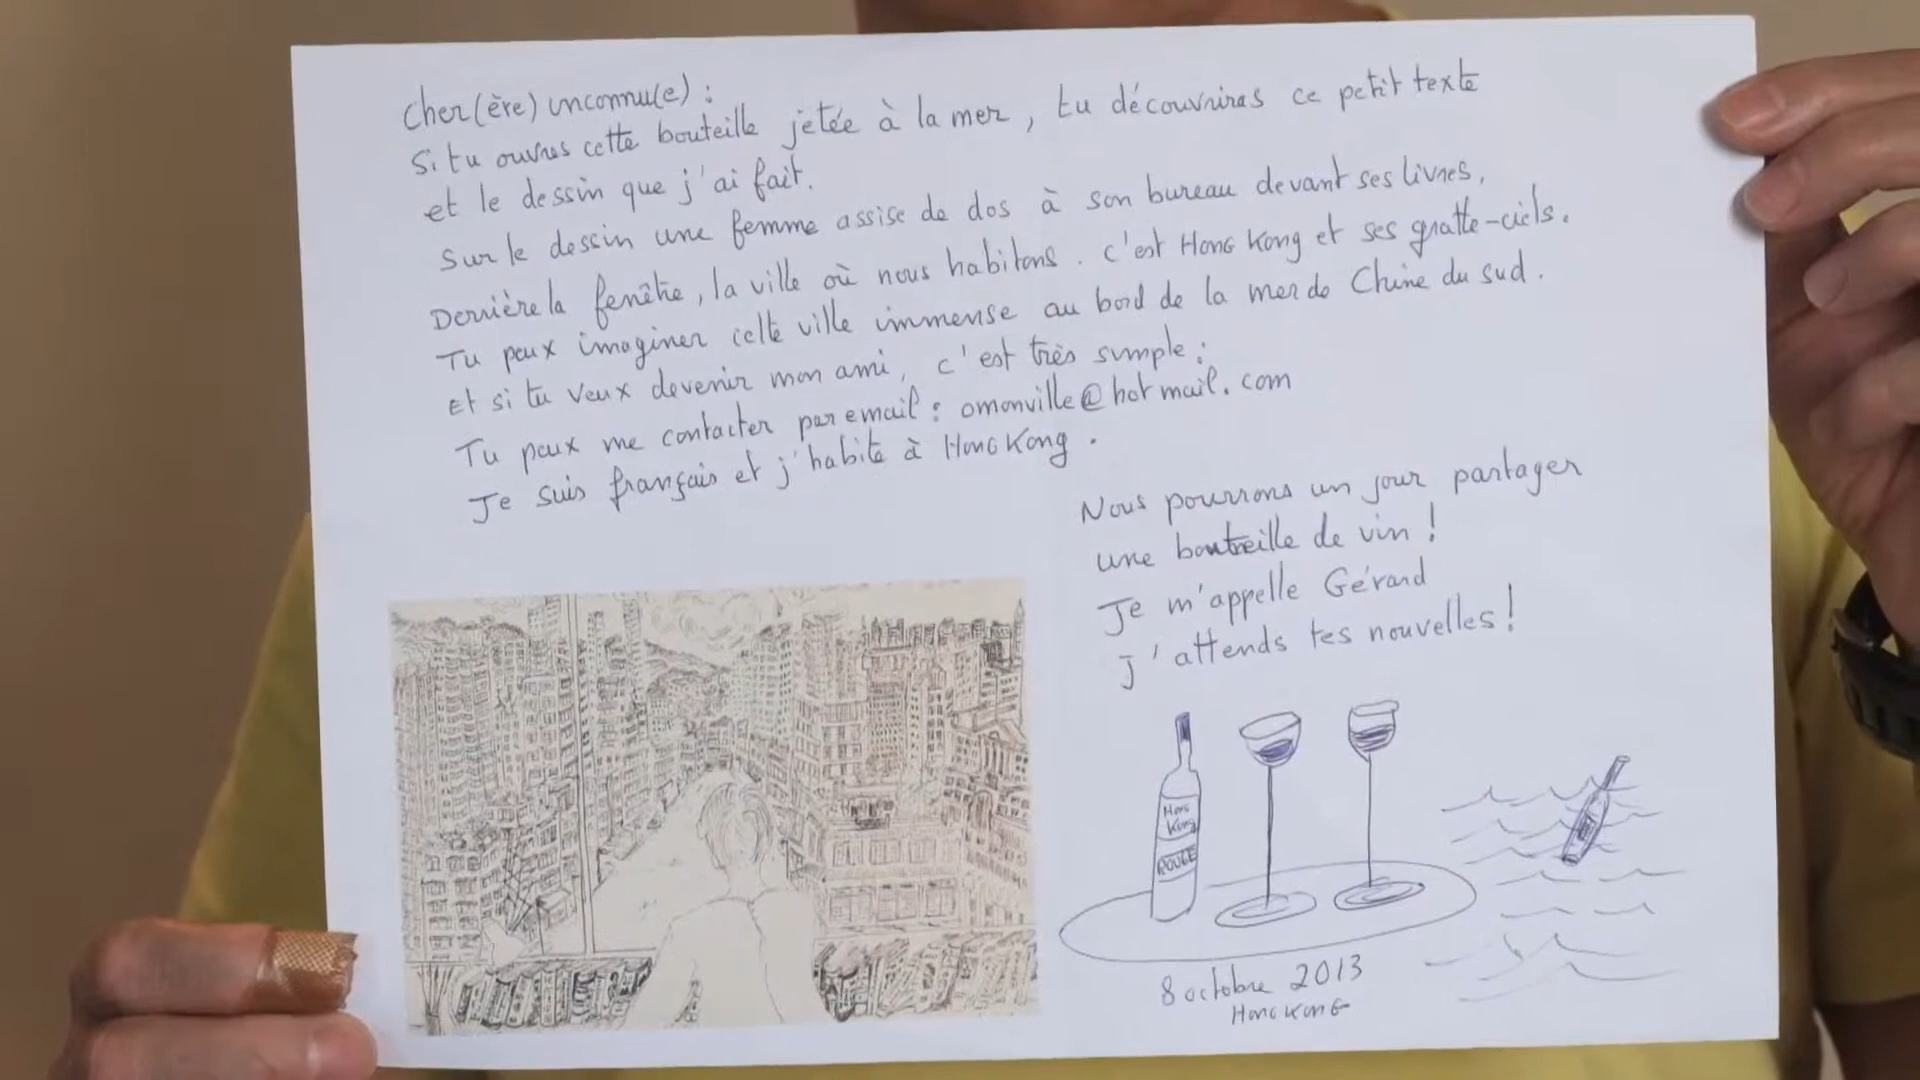 Cher(ère) inconnu(e) :
Si tu ouvres cette bouteille jetée à la mer, tu découvriras ce petit texte
et le dessin que j'ai fait.
Sur le dessin une femme assise de dos à son bureau devant ses livres,
Derrière la fenêtre, la ville où nous habitons. c'est Hong Kong et ses gratte-ciels.
Tu peux imaginer cette ville immense au bord de la mer de Chine du sud.
Et si tu veux devenir mon ami, c'est très simple :
Tu peux me contacter par email : omonville@hotmail.com
Je suis français et j'habite à Hong Kong.
Nous pourrons un jour partager
une bouteille de vin !
Je m'appelle Gérard
j'attends tes nouvelles !
Hong
Kong
ROUGE
8 octobre 2013
Hong Kong